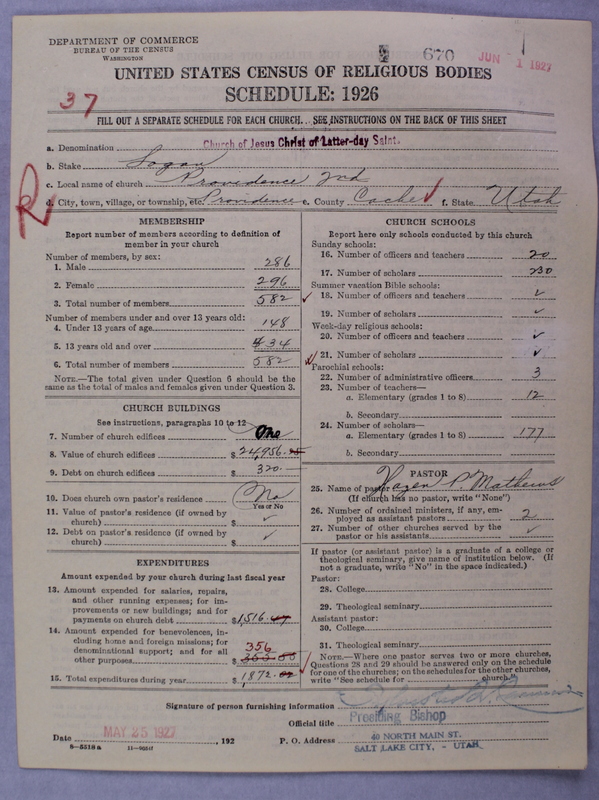 DEPARTMENT OF COMMERCE
BUREAU OF THE CENSUS
WASHINGTON
670
JUN - 1 1927
UNITED STATES CENSUS OF RELIGIOUS BODIES
SCHEDULE: 1926
37
FILL OUT A SEPARATE SCHEDULE FOR EACH CHURCH. SEE INSTRUCTIONS ON THE BACK OF THIS SHEET
a. Denomination Church of Jesus Christ of Latter-day Saint.
b. Stake Logan
c. Local name of church Providence 2nd
R
d. City, town, village, or township, etc. Providence e. County Cache f. State Utah
MEMBERSHIP
Report number of members according to definition of member in your church
Number of members, by sex:
1. Male 286
2. Female 296
3. Total number of members 582
Number of members under and over 13 years old:
4. Under 13 years of age 148
5. 13 years old and over 434
6. Total number of members 582
NOTE.—The total given under Question 6 should be the
same as the total of males and females given under Question 3.
CHURCH BUILDINGS
See instructions, paragraphs 10 to 12
7. Number of church edifices One
8. Value of church edifices $24,956.
9. Debt on church edifices $ 320.
10. Does church own pastor's residence No
Yes or No
11. Value of pastor's residence (if owned by
church) $ ✓
12. Debt on pastor's residence (if owned by
church) $ ✓
EXPENDITURES
Amount expended by your church during last fiscal year
13. Amount expended for salaries, repairs,
and other running expenses; for im-
provements or new buildings; and for
payments on church debt $1516.
14. Amount expended for benevolences, in-
cluding home and foreign missions; for
denominational support; and for all
other purposes $ 356
15. Total expenditures during year $1872.
CHURCH SCHOOLS
Report here only schools conducted by this church
Sunday schools:
16. Number of officers and teachers 20
17. Number of scholars 230
Summer vacation Bible schools:
18. Number of officers and teachers ✓
19. Number of scholars ✓
Week-day religious schools:
20. Number of officers and teachers ✓
21. Number of scholars ✓
Parochial schools:
22. Number of administrative officers 3
23. Number of teachers—
a. Elementary (grades 1 to 8) 12
b. Secondary
24. Number of scholars—
a. Elementary (grades 1 to 8) 177
b. Secondary
PASTOR
25. Name of pastor Hazen P. Mathews
(If church has no pastor, write "None")
26. Number of ordained ministers, if any, em-
ployed as assistant pastors 2
27. Number of other churches served by the
pastor or his assistants ✓
If pastor (or assistant pastor) is a graduate of a college or
theological seminary, give name of institution below. (If
not a graduate, write "No" in the space indicated.)
Pastor:
28. College
29. Theological seminary
Assistant pastor:
30. College
31. Theological seminary
NOTE.—Where one pastor serves two or more churches,
Questions 28 and 29 should be answered only on the schedule
for one of the churches; on the schedules for the other churches,
write "See schedule for church."
Signature of person furnishing information
Official title Presiding Bishop
Date MAY 25 1927, 192 P. O. Address 40 NORTH MAIN ST.
SALT LAKE CITY, - UTAH
8-5518 a